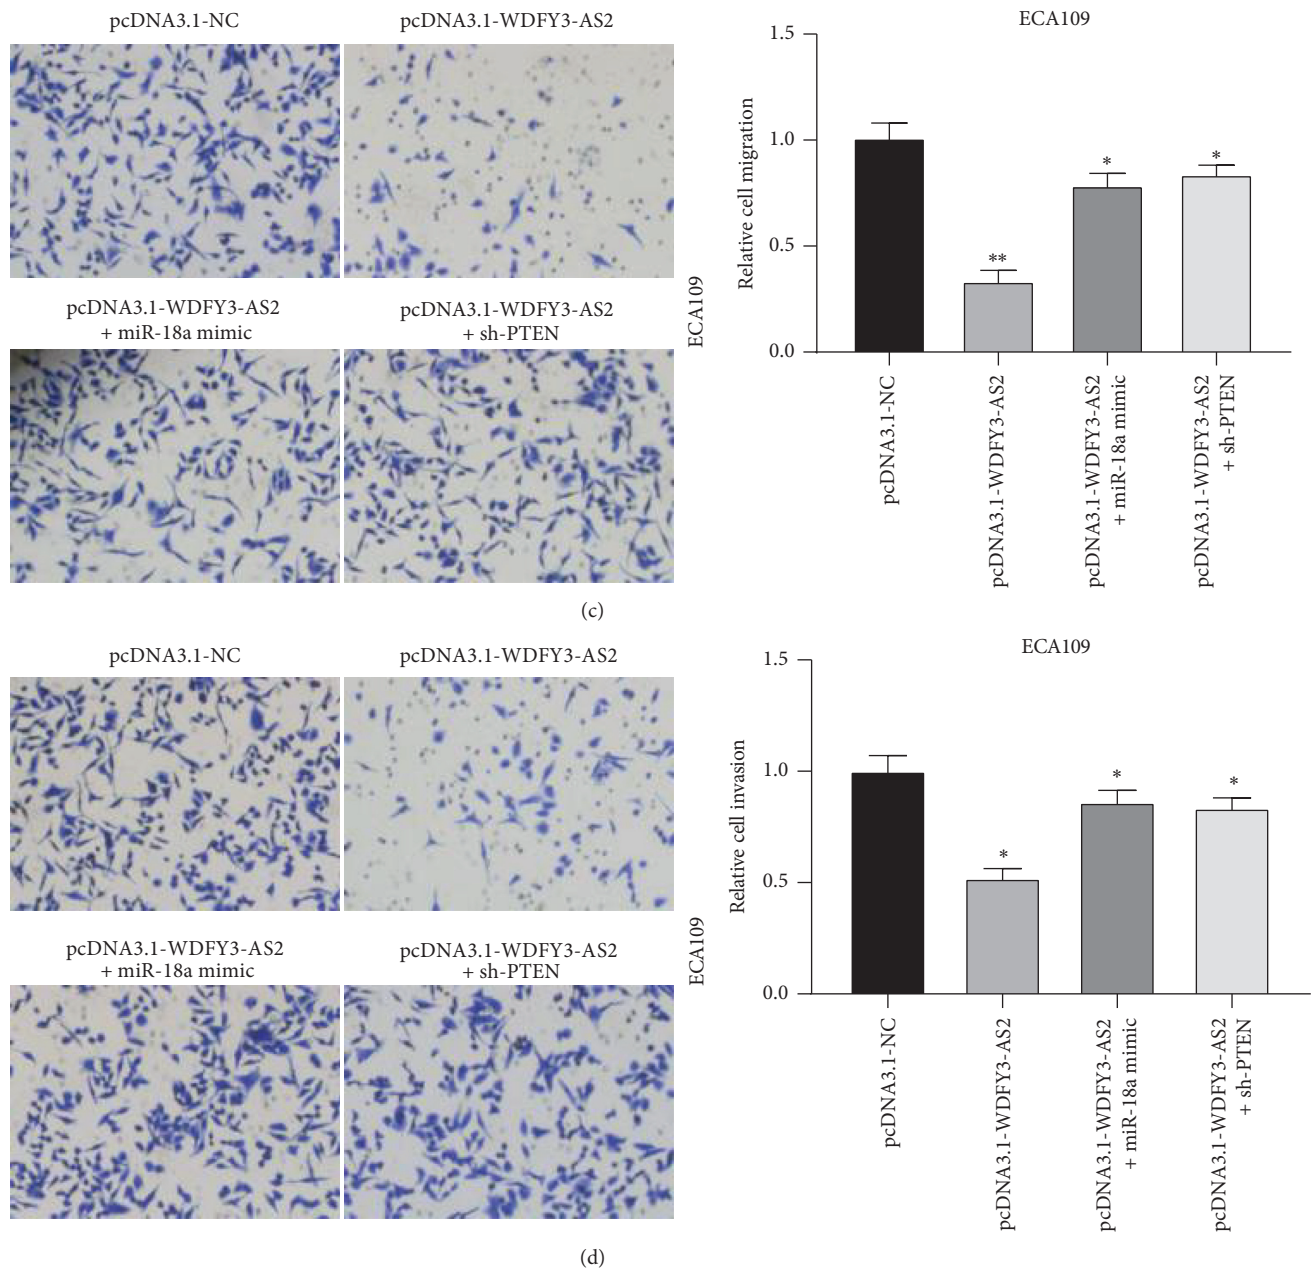 pcDNA3.1-NC
pcDNA3.1-WDFY3-AS2
pcDNA3.1-WDFY3-AS2
+ miR-18a mimic
pcDNA3.1-WDFY3-AS2
+ sh-PTEN
ECA109
ECA109
1.5
1.0
0.5
0.0
Relative cell migration
**
*
*
pcDNA3.1-NC
pcDNA3.1-WDFY3-AS2
pcDNA3.1-WDFY3-AS2
+ miR-18a mimic
pcDNA3.1-WDFY3-AS2
+ sh-PTEN
(c)
pcDNA3.1-NC
pcDNA3.1-WDFY3-AS2
pcDNA3.1-WDFY3-AS2
+ miR-18a mimic
pcDNA3.1-WDFY3-AS2
+ sh-PTEN
ECA109
ECA109
1.5
1.0
0.5
0.0
Relative cell invasion
*
*
*
pcDNA3.1-NC
pcDNA3.1-WDFY3-AS2
pcDNA3.1-WDFY3-AS2
+ miR-18a mimic
pcDNA3.1-WDFY3-AS2
+ sh-PTEN
(d)